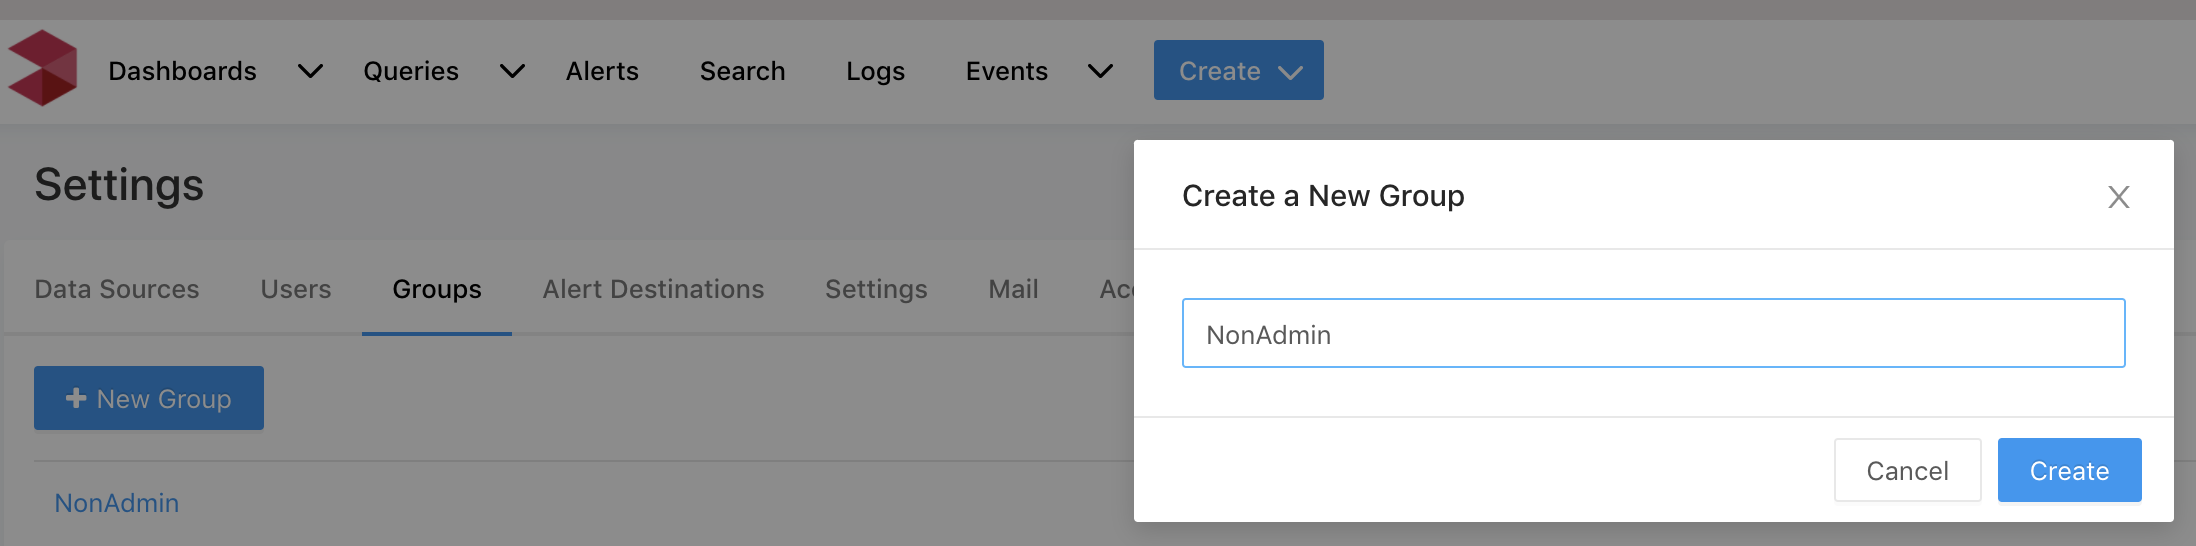 Dashboards Queries Alerts Search Logs Events Create
Settings
Create a New Group
Data Sources Users Groups Alert Destinations Settings Mail
NonAdmin
New Group
Cancel Create
NonAdmin